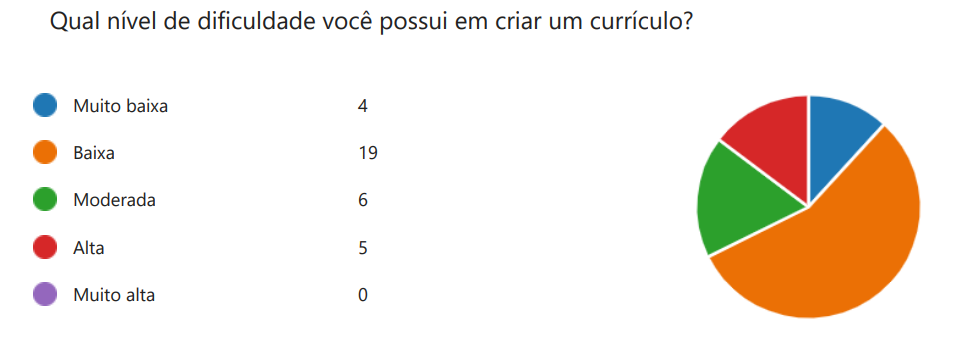 Qual nível de dificuldade você possui em criar um currículo?
Muito baixa 4
Baixa 19
Moderada 6
Alta 5
Muito alta 0